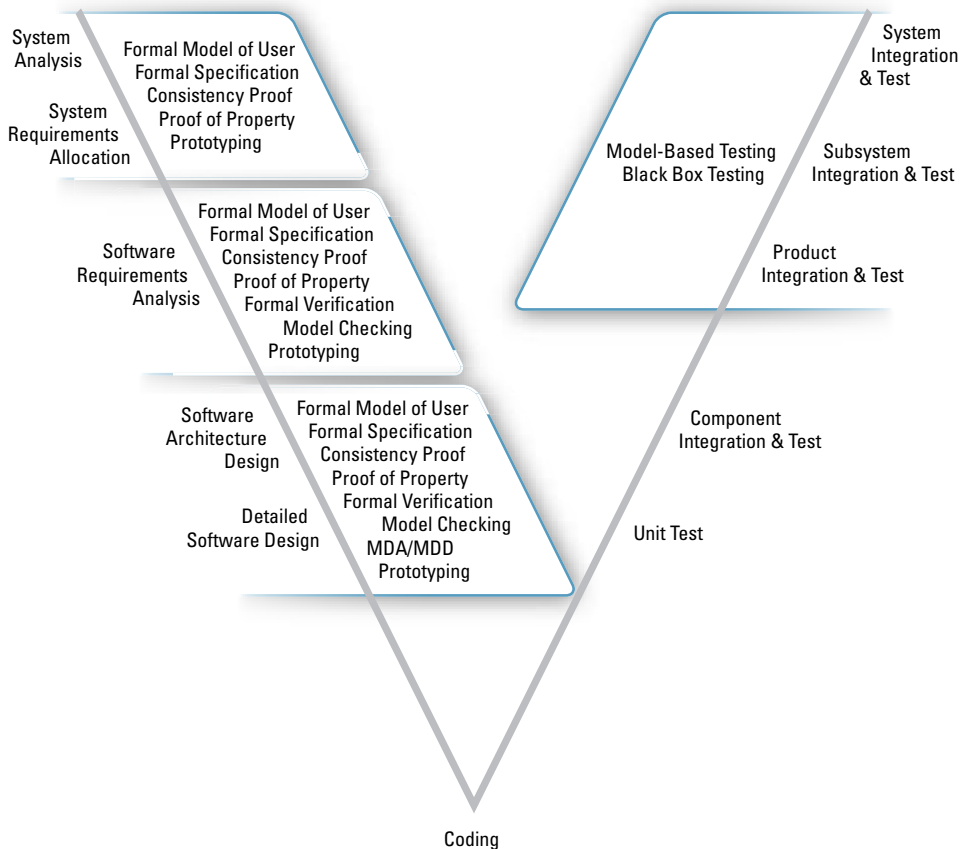 System
Analysis
Formal Model of User
Formal Specification
Consistency Proof
Proof of Property
Prototyping
System
Requirements
Allocation
Formal Model of User
Formal Specification
Consistency Proof
Proof of Property
Formal Verification
Model Checking
Prototyping
Software
Requirements
Analysis
Formal Model of User
Formal Specification
Consistency Proof
Proof of Property
Formal Verification
Model Checking
MDA/MDD
Prototyping
Software
Architecture
Design
Detailed
Software Design
Coding
System
Integration
& Test
Model-Based Testing
Black Box Testing
Subsystem
Integration & Test
Product
Integration & Test
Component
Integration & Test
Unit Test